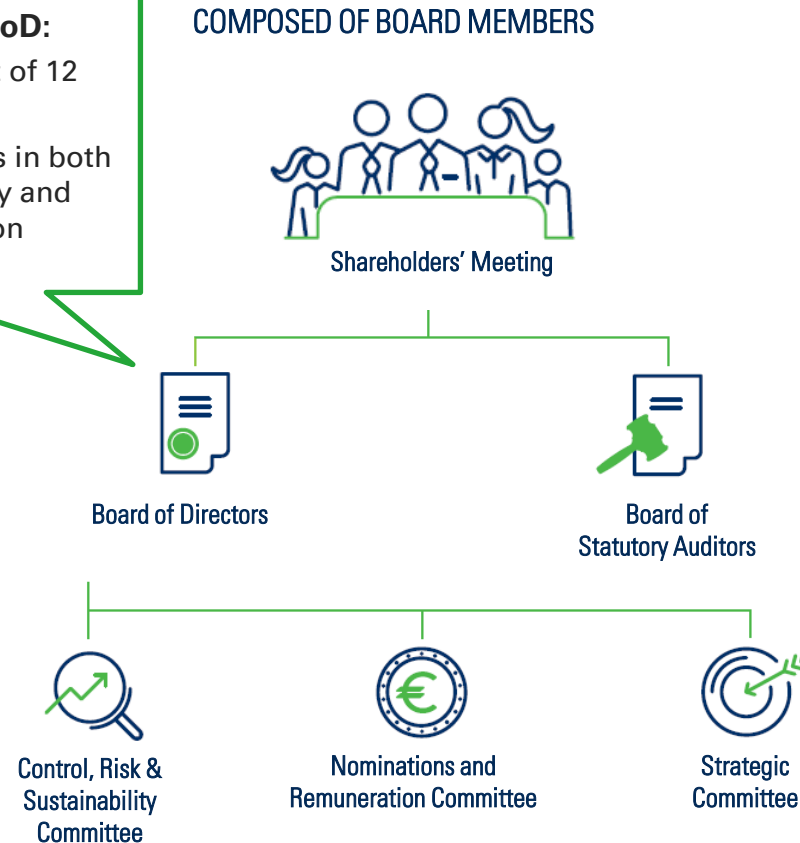 oD:
of 12
s in both
y and
on
COMPOSED OF BOARD MEMBERS
Shareholders' Meeting
Board of Directors
Board of
Statutory Auditors
Control, Risk &
Sustainability
Committee
Nominations and
Remuneration Committee
Strategic
Committee